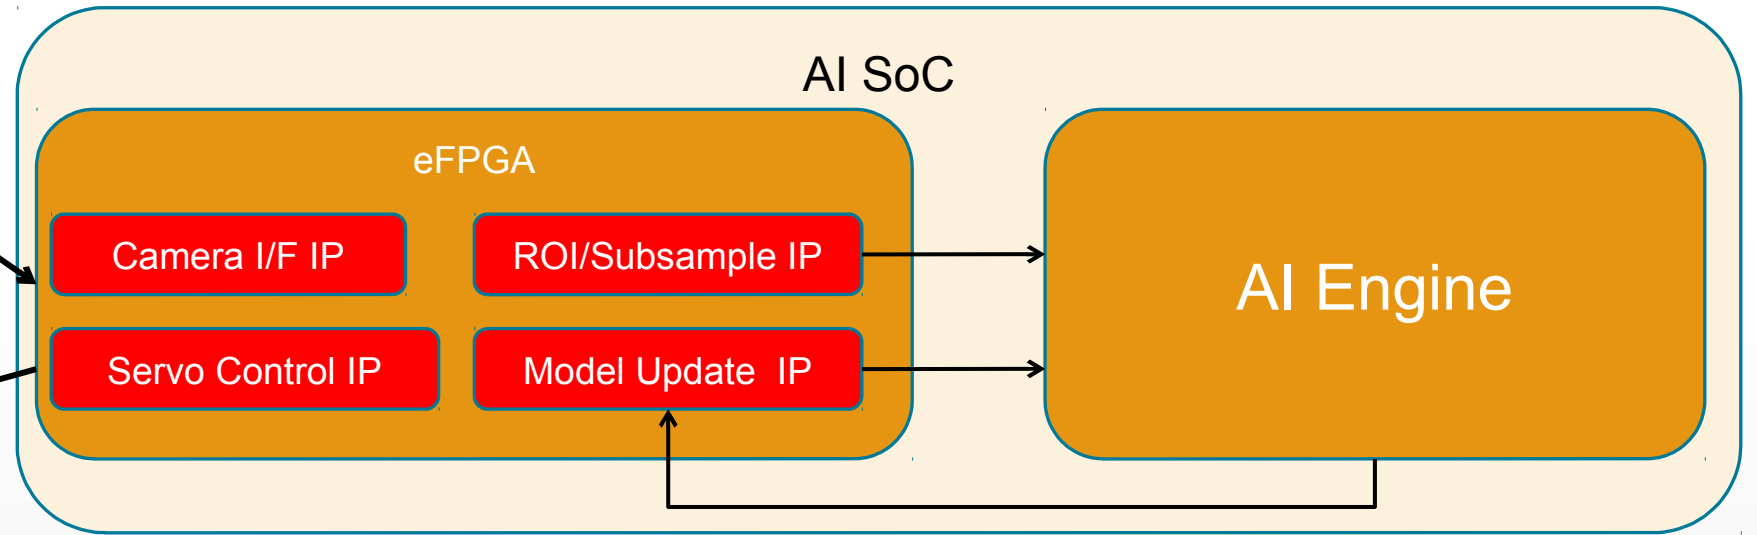 AI SoC
eFPGA
Camera I/F IP
ROI/Subsample IP
Servo Control IP
Model Update  IP
AI Engine